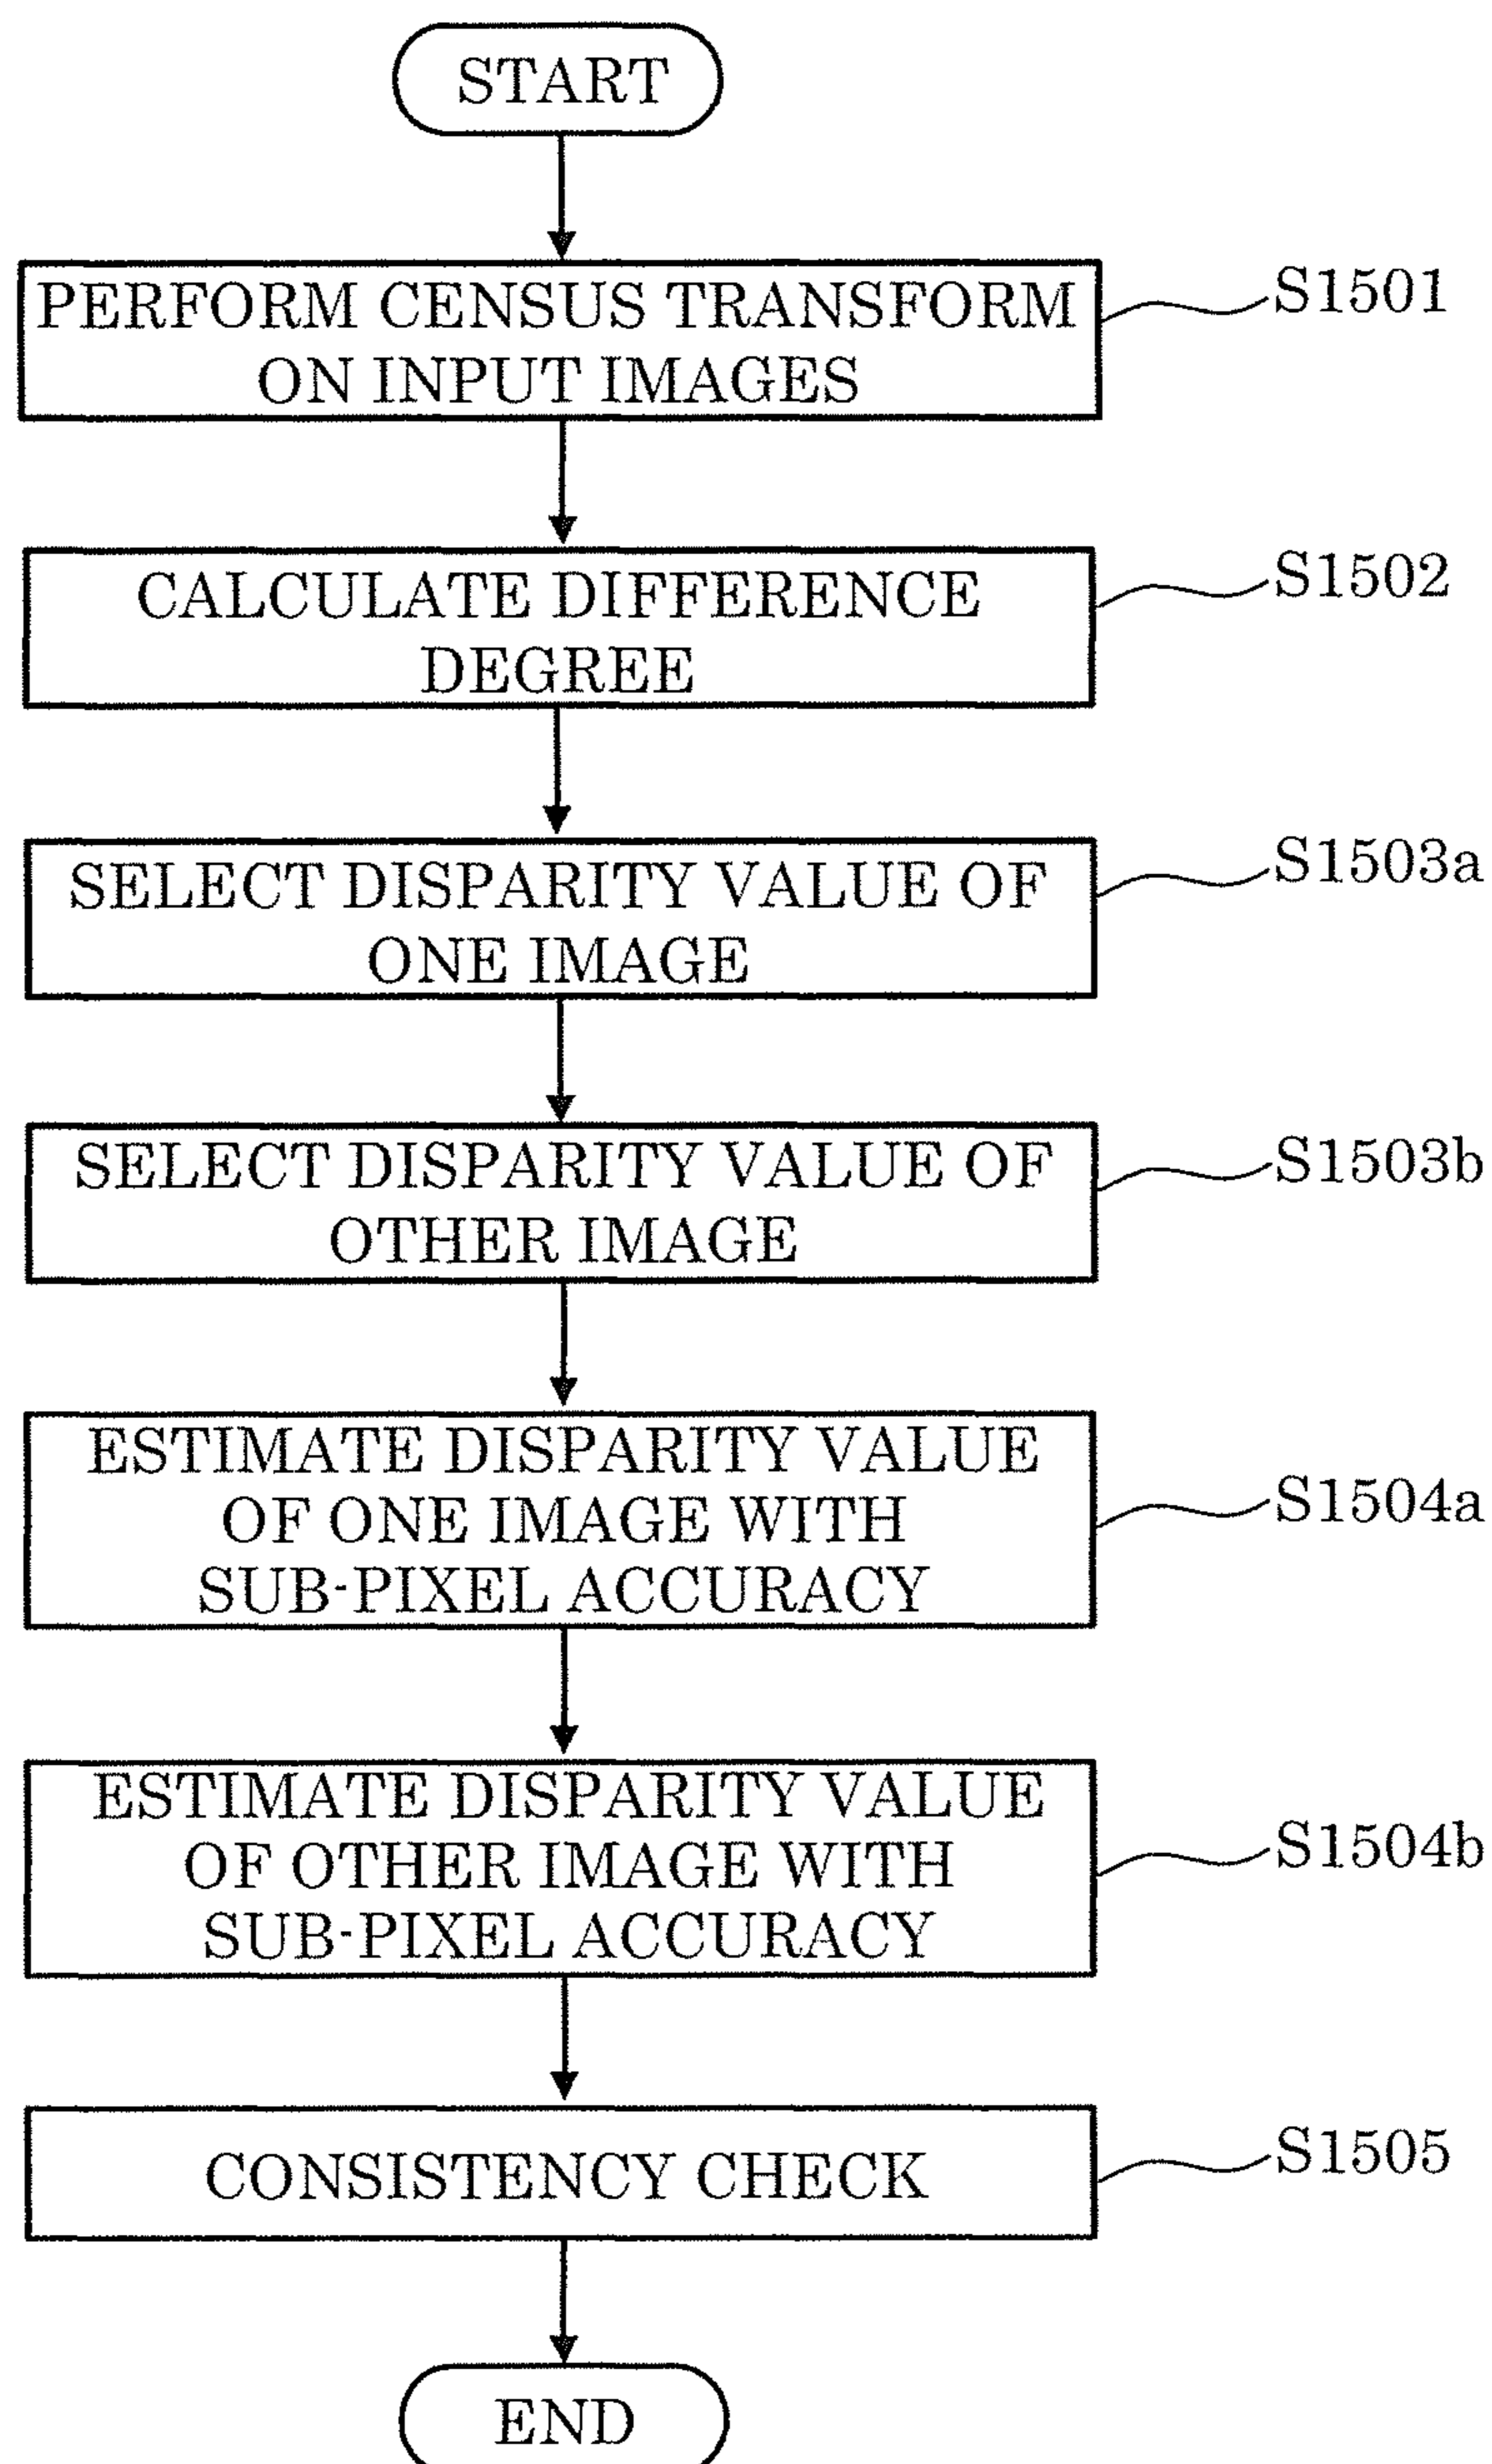 START
PERFORM CENSUS TRANSFORM
ON INPUT IMAGES
S1501
CALCULATE DIFFERENCE
DEGREE
S1502
SELECT DISPARITY VALUE OF
ONE IMAGE
S1503a
SELECT DISPARITY VALUE OF
OTHER IMAGE
S1503b
ESTIMATE DISPARITY VALUE
OF ONE IMAGE WITH
SUB-PIXEL ACCURACY
S1504a
ESTIMATE DISPARITY VALUE
OF OTHER IMAGE WITH
SUB-PIXEL ACCURACY
S1504b
CONSISTENCY CHECK
S1505
END